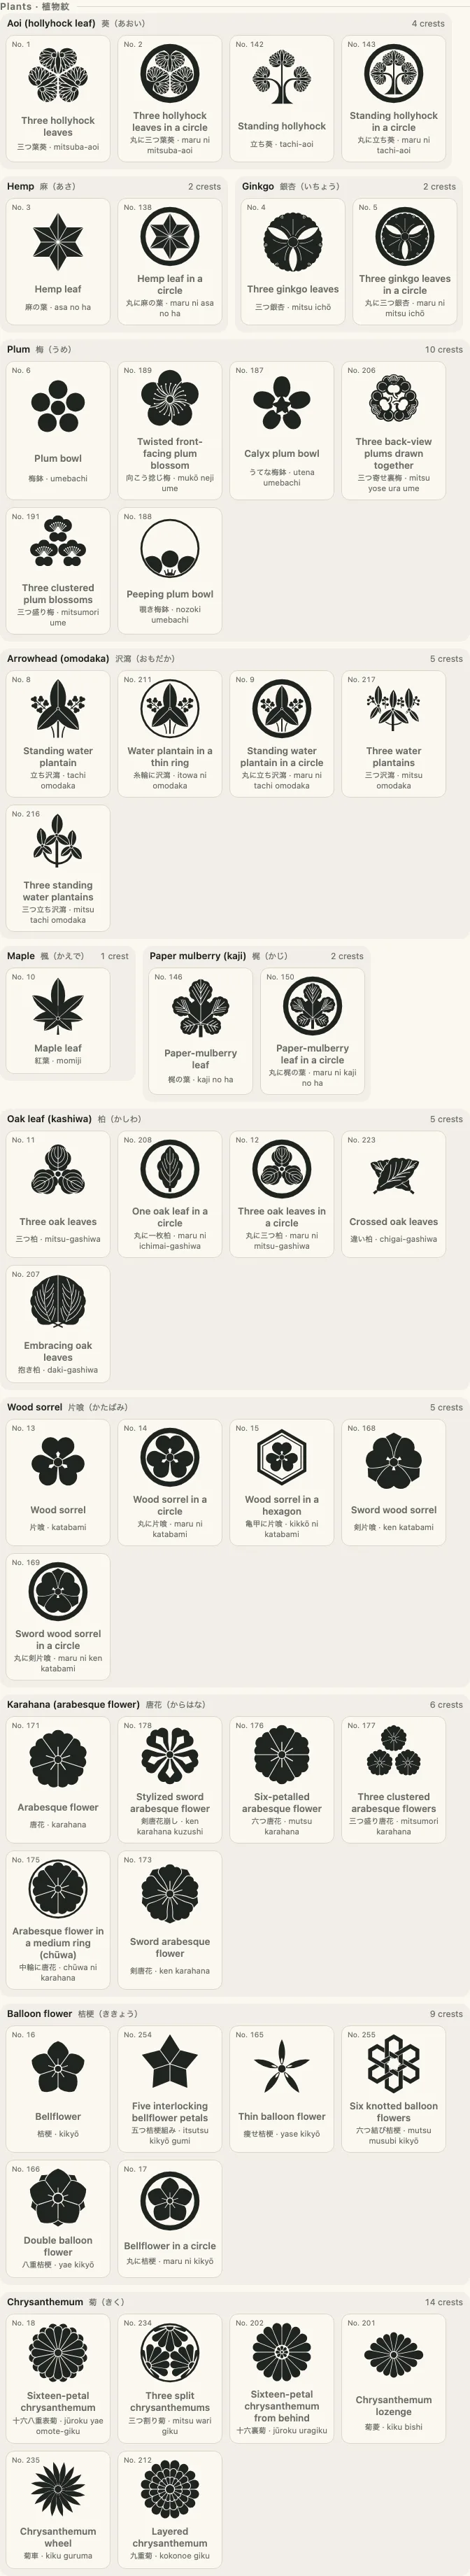 Plants · 植物紋
Aoi (hollyhock leaf) 葵（あおい） 4 crests
No. 1
Three hollyhock
leaves
三つ葉葵 · mitsuba-aoi
No. 2
Three hollyhock
leaves in a circle
丸に三つ葉葵 · maru ni
mitsuba-aoi
No. 142
Standing hollyhock
立ち葵 · tachi-aoi
No. 143
Standing hollyhock
in a circle
丸に立ち葵 · maru ni
tachi-aoi
Hemp 麻（あさ） 2 crests
No. 3
Hemp leaf
麻の葉 · asa no ha
No. 138
Hemp leaf in a
circle
丸に麻の葉 · maru ni asa
no ha
Ginkgo 銀杏（いちょう） 2 crests
No. 4
Three ginkgo leaves
三つ銀杏 · mitsu ichō
No. 5
Three ginkgo leaves
in a circle
丸に三つ銀杏 · maru ni
mitsu ichō
Plum 梅（うめ） 10 crests
No. 6
Plum bowl
梅鉢 · umebachi
No. 189
Twisted front-
facing plum
blossom
向こう捻じ梅 · mukō neji
ume
No. 187
Calyx plum bowl
うてな梅鉢 · utena
umebachi
No. 206
Three back-view
plums drawn
together
三つ寄せ裏梅 · mitsu
yose ura ume
No. 191
Three clustered
plum blossoms
三つ盛り梅 · mitsumori
ume
No. 188
Peeping plum bowl
覗き梅鉢 · nozoki
umebachi
Arrowhead (omodaka) 沢瀉（おもだか） 5 crests
No. 8
Standing water
plantain
立ち沢瀉 · tachi
omodaka
No. 211
Water plantain in a
thin ring
糸輪に沢瀉 · itowa ni
omodaka
No. 9
Standing water
plantain in a circle
丸に立ち沢瀉 · maru ni
tachi omodaka
No. 217
Three water
plantains
三つ沢瀉 · mitsu
omodaka
No. 216
Three standing
water plantains
三つ立ち沢瀉 · mitsu
tachi omodaka
Maple 楓（かえで） 1 crest
No. 10
Maple leaf
紅葉 · momiji
Paper mulberry (kaji) 梶（かじ） 2 crests
No. 146
Paper-mulberry
leaf
梶の葉 · kaji no ha
No. 150
Paper-mulberry
leaf in a circle
丸に梶の葉 · maru ni kaji
no ha
Oak leaf (kashiwa) 柏（かしわ） 5 crests
No. 11
Three oak leaves
三つ柏 · mitsu-gashiwa
No. 208
One oak leaf in a
circle
丸に一枚柏 · maru ni
ichimai-gashiwa
No. 12
Three oak leaves in
a circle
丸に三つ柏 · maru ni
mitsu-gashiwa
No. 223
Crossed oak leaves
違い柏 · chigai-gashiwa
No. 207
Embracing oak
leaves
抱き柏 · daki-gashiwa
Wood sorrel 片喰（かたばみ） 5 crests
No. 13
Wood sorrel
片喰 · katabami
No. 14
Wood sorrel in a
circle
丸に片喰 · maru ni
katabami
No. 15
Wood sorrel in a
hexagon
亀甲に片喰 · kikkō ni
katabami
No. 168
Sword wood sorrel
剣片喰 · ken katabami
No. 169
Sword wood sorrel
in a circle
丸に剣片喰 · maru ni ken
katabami
Karahana (arabesque flower) 唐花（からはな） 6 crests
No. 171
Arabesque flower
唐花 · karahana
No. 178
Stylized sword
arabesque flower
剣唐花崩し · ken
karahana kuzushi
No. 176
Six-petalled
arabesque flower
六つ唐花 · mutsu
karahana
No. 177
Three clustered
arabesque flowers
三つ盛り唐花 · mitsumori
karahana
No. 175
Arabesque flower in
a medium ring
(chūwa)
中輪に唐花 · chūwa ni
karahana
No. 173
Sword arabesque
flower
剣唐花 · ken karahana
Balloon flower 桔梗（ききょう） 9 crests
No. 16
Bellflower
桔梗 · kikyō
No. 254
Five interlocking
bellflower petals
五つ桔梗組み · itsutsu
kikyō gumi
No. 165
Thin balloon flower
痩せ桔梗 · yase kikyō
No. 255
Six knotted balloon
flowers
六つ結び桔梗 · mutsu
musubi kikyō
No. 166
Double balloon
flower
八重桔梗 · yae kikyō
No. 17
Bellflower in a circle
丸に桔梗 · maru ni kikyō
Chrysanthemum 菊（きく） 14 crests
No. 18
Sixteen-petal
chrysanthemum
十六八重表菊 · jūroku yae
omote-giku
No. 234
Three split
chrysanthemums
三つ割り菊 · mitsu wari
giku
No. 202
Sixteen-petal
chrysanthemum
from behind
十六裏菊 · jūroku uragiku
No. 201
Chrysanthemum
lozenge
菊菱 · kiku bishi
No. 235
Chrysanthemum
wheel
菊車 · kiku guruma
No. 212
Layered
chrysanthemum
九重菊 · kokonoe giku